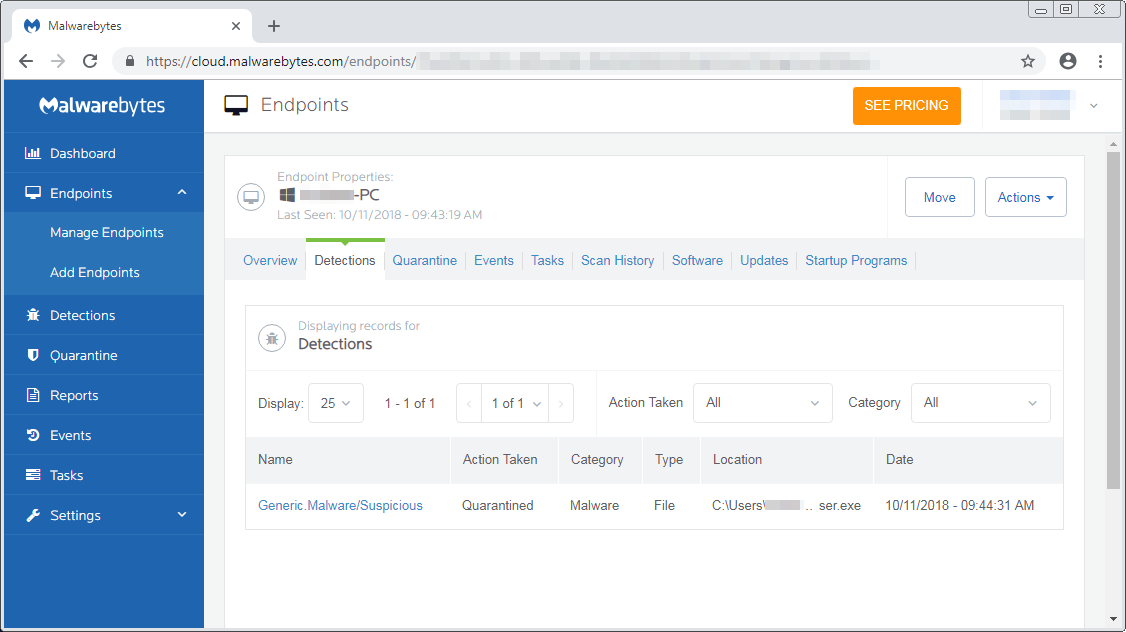 Malwarebytes
https://cloud.malwarebytes.com/endpoints/
Malwarebytes
Endpoints
SEE PRICING
Dashboard
Endpoints
Manage Endpoints
Add Endpoints
Detections
Quarantine
Reports
Events
Tasks
Settings
Endpoint Properties:
-PC
Last Seen: 10/11/2018 - 09:43:19 AM
Move
Actions
Overview Detections Quarantine Events Tasks Scan History Software Updates Startup Programs
Displaying records for
Detections
Display: 25 1 - 1 of 1 1 of 1 Action Taken All Category All
Name Action Taken Category Type Location Date
Generic.Malware/Suspicious Quarantined Malware File C:\Users\ .. ser.exe 10/11/2018 - 09:44:31 AM